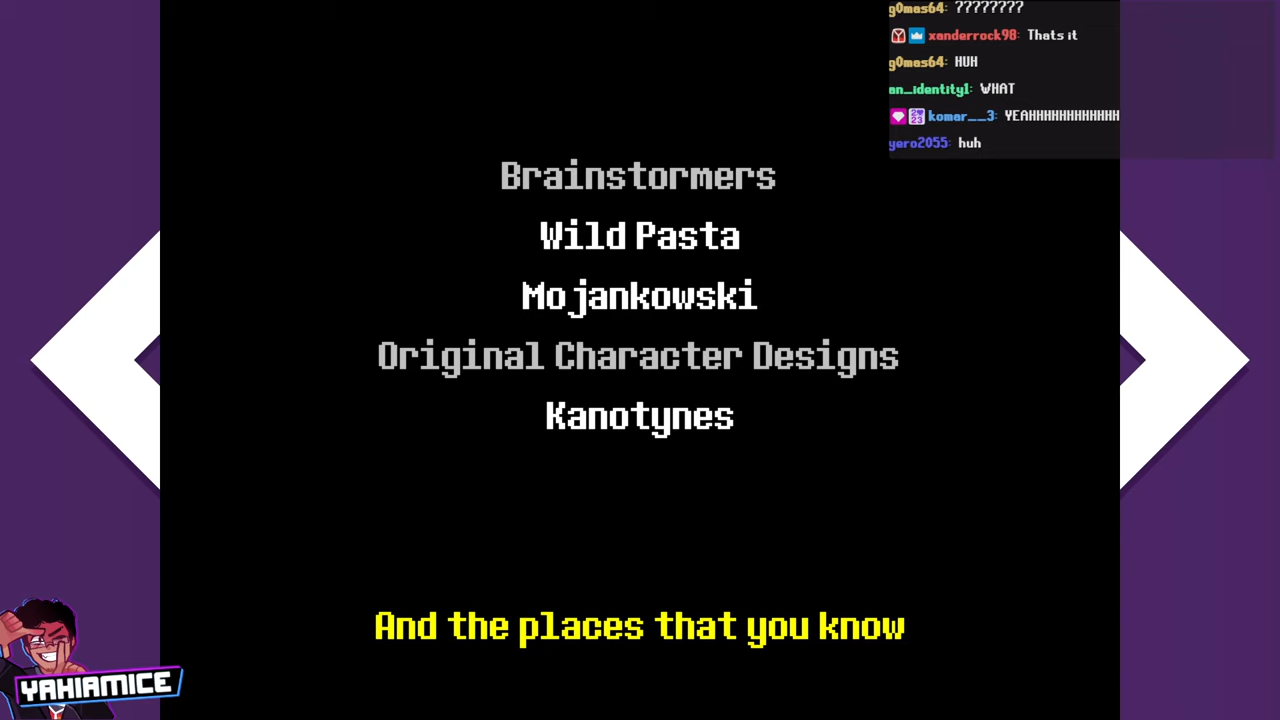 g0mas64: ????????
xanderrock98: Thats it
g0mas64: HUH
an_identity1: WHAT
komar__3: YEAHHHHHHHHHHHH
yero2055: huh
Brainstormers
Wild Pasta
Mojankowski
Original Character Designs
Kanotynes
And the places that you know
YAHIAMICE